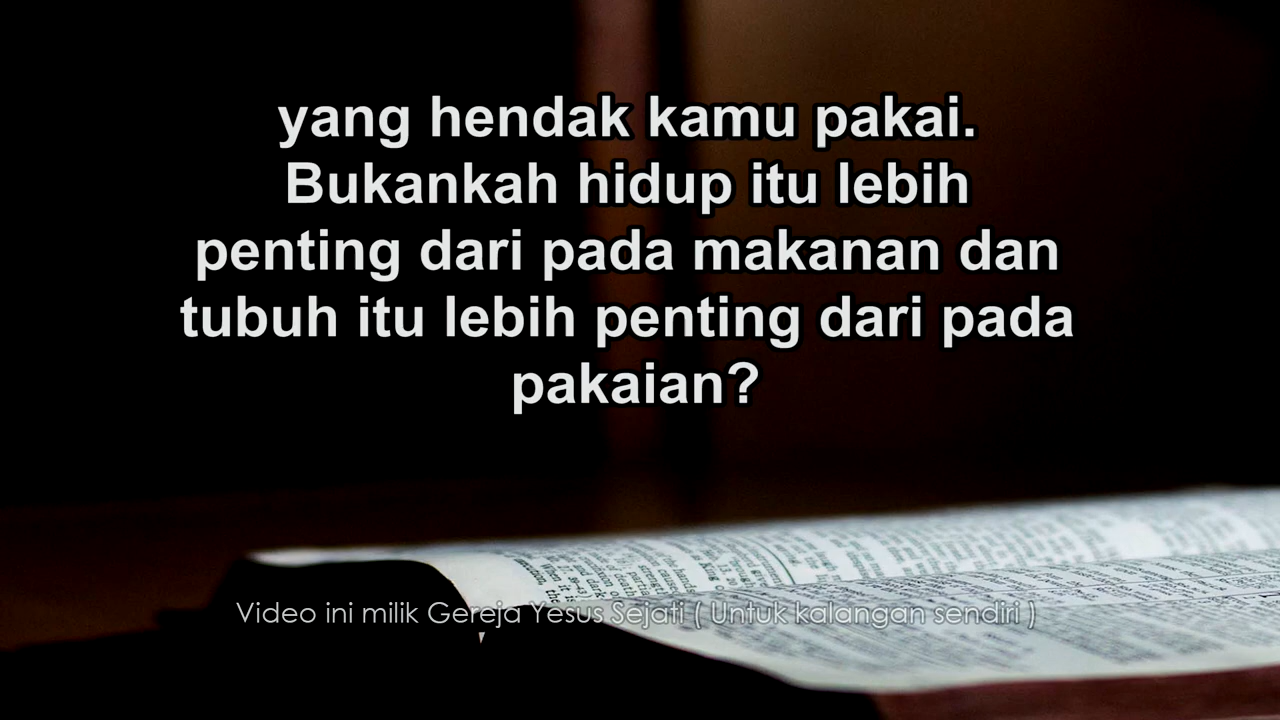 yang hendak kamu pakai.
Bukankah hidup itu lebih
penting dari pada makanan dan
tubuh itu lebih penting dari pada
pakaian?
Video ini milik Gereja Yesus Sejati ( Untuk kalangan sendiri )